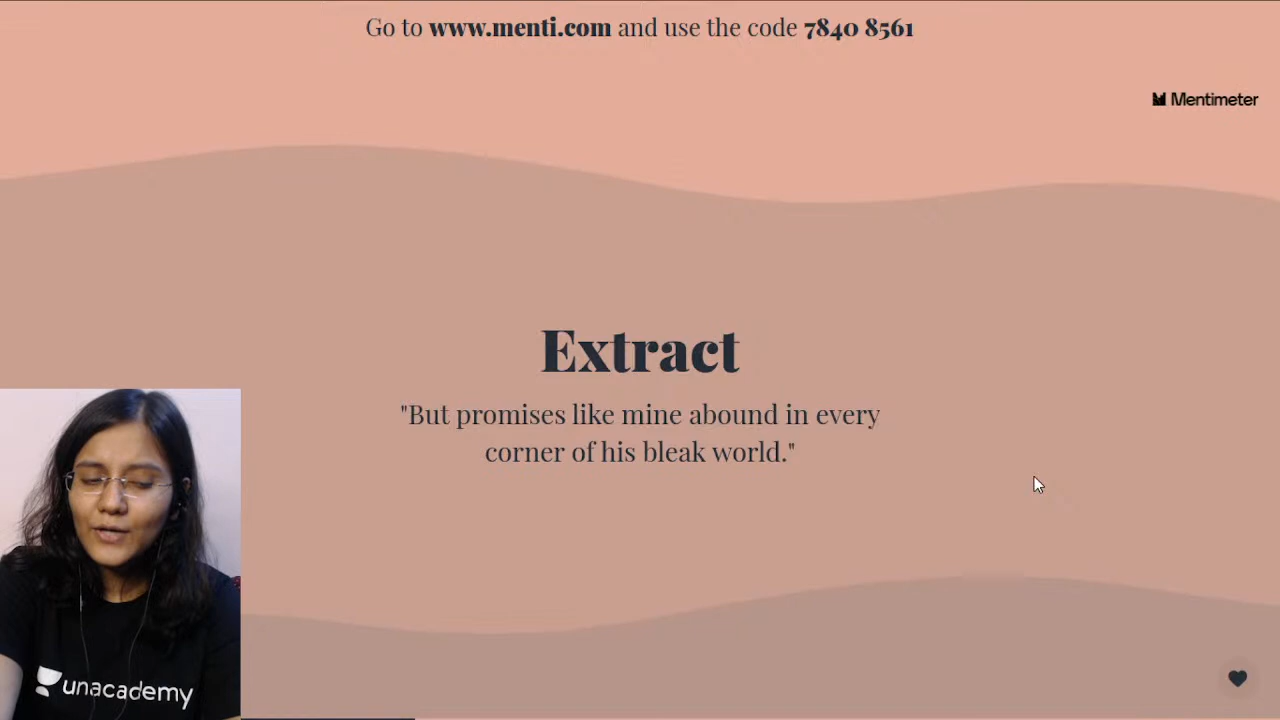 Go to www.menti.com and use the code 7840 8561
Mentimeter
Extract
"But promises like mine abound in every
corner of his bleak world."
unacademy